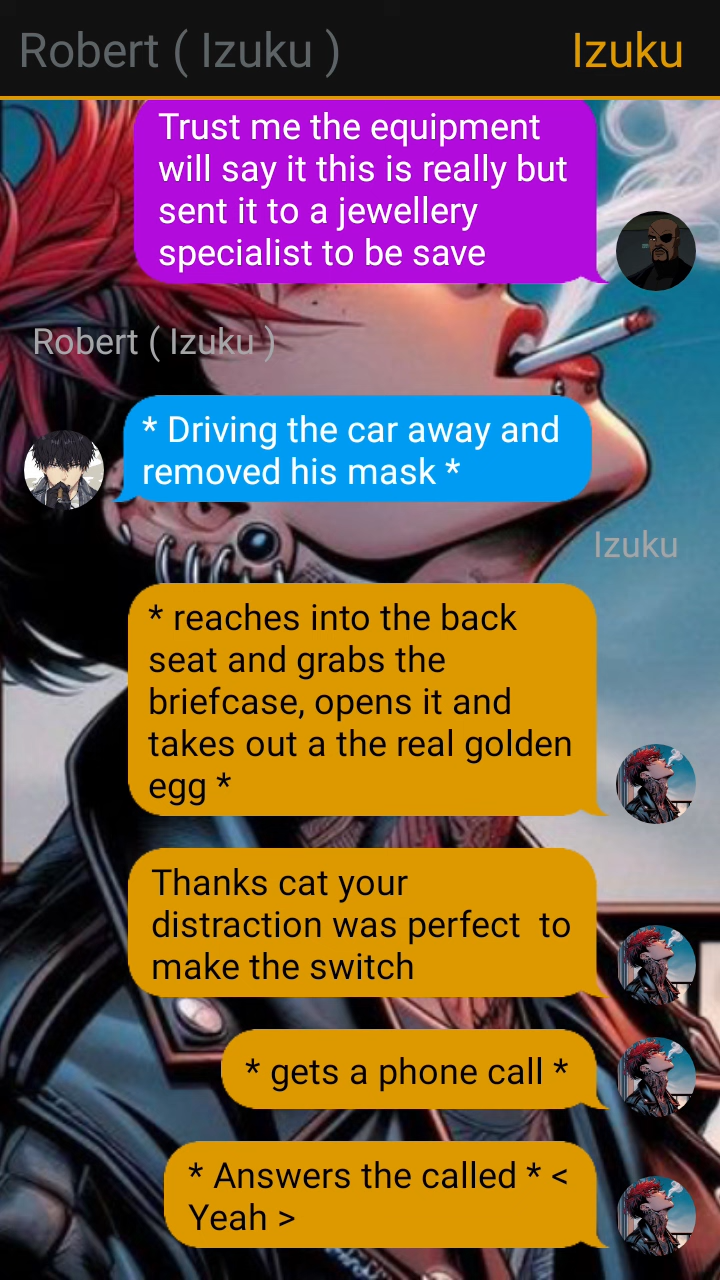 Robert ( Izuku )
Izuku
Trust me the equipment
will say it this is really but
sent it to a jewellery
specialist to be save
Robert ( Izuku )
* Driving the car away and
removed his mask *
Izuku
* reaches into the back
seat and grabs the
briefcase, opens it and
takes out a the real golden
egg *
Thanks cat your
distraction was perfect  to
make the switch
* gets a phone call *
* Answers the called * <
Yeah >